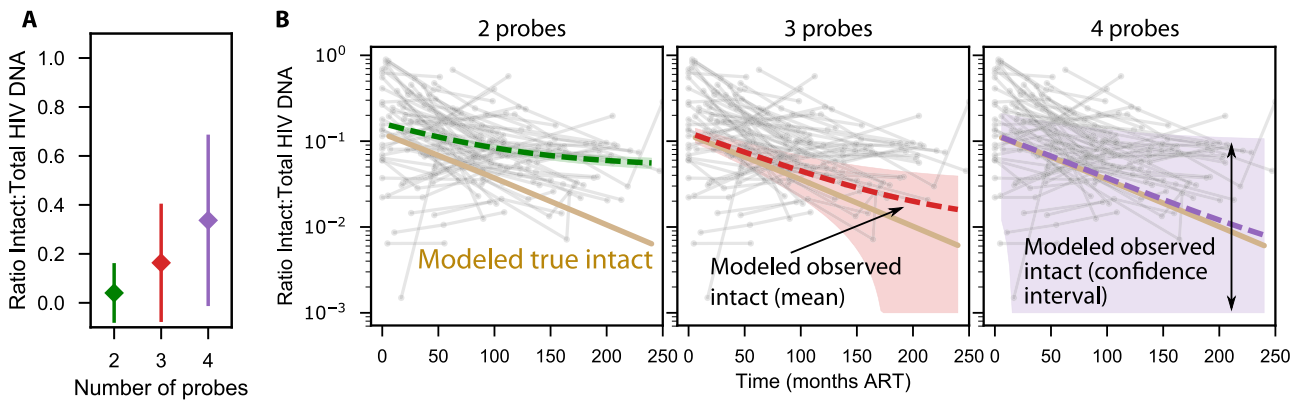 A
Ratio Intact:Total HIV DNA
1.0
0.8
0.6
0.4
0.2
0.0
2 3 4
Number of probes
B
2 probes 3 probes 4 probes
Ratio Intact:Total HIV DNA
10⁰
10⁻¹
10⁻²
10⁻³
Modeled true intact
Modeled observed
intact (mean)
Modeled observed
intact (confidence
interval)
0 50 100 150 200 250
0 50 100 150 200 250
0 50 100 150 200 250
Time (months ART)